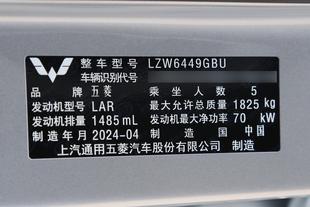 整车型号 LZW6449GBU
车辆识别代号
品牌 五菱 乘坐人数 5
发动机型号 LAR 最大允许总质量 1825 kg
发动机排量 1485 mL 发动机最大净功率 70 kW
制造年月 2024-04 制造国 中国
上汽通用五菱汽车股份有限公司 制造